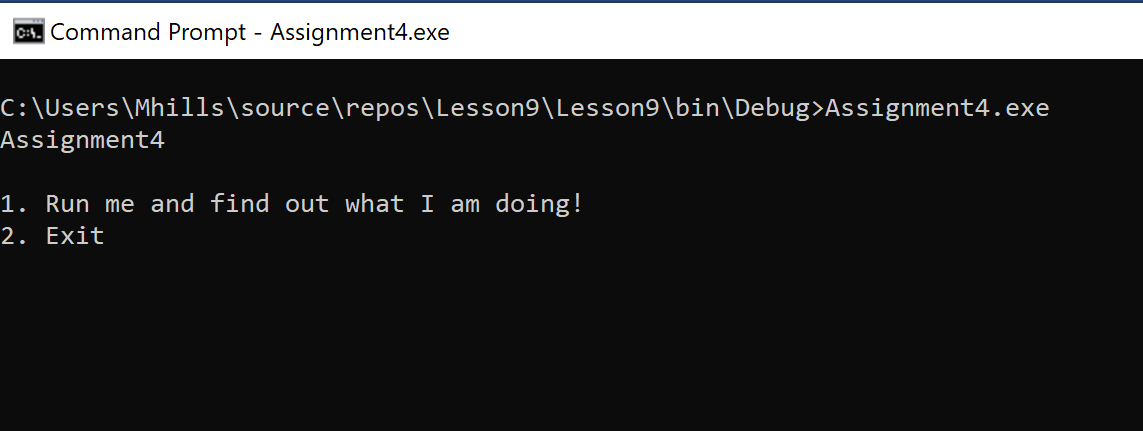 Command Prompt - Assignment4.exe
C:\Users\Mhills\source\repos\Lesson9\Lesson9\bin\Debug>Assignment4.exe
Assignment4
1. Run me and find out what I am doing!
2. Exit